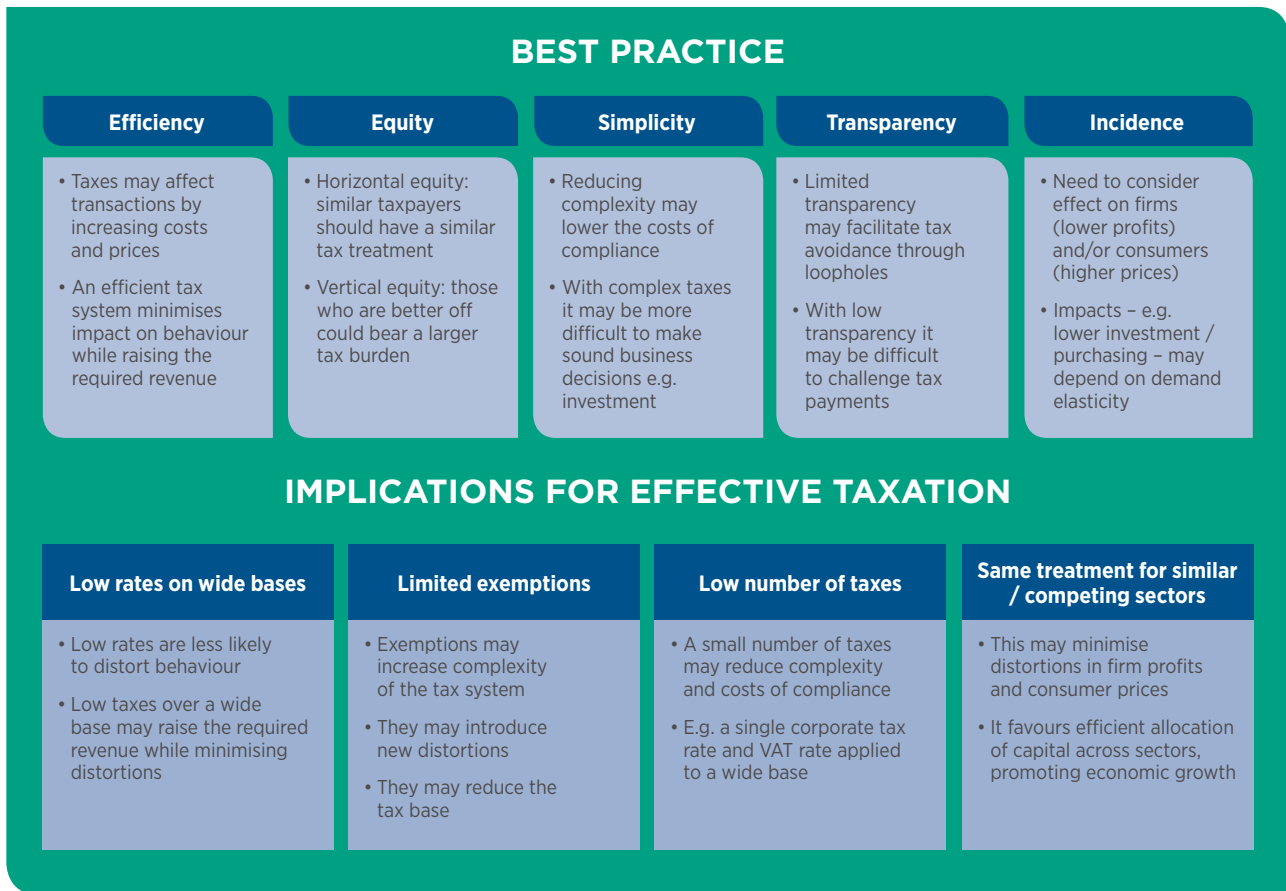 BEST PRACTICE
Efficiency
• Taxes may affect
transactions by
increasing costs
and prices
• An efficient tax
system minimises
impact on behaviour
while raising the
required revenue
Equity
• Horizontal equity:
similar taxpayers
should have a similar
tax treatment
• Vertical equity: those
who are better off
could bear a larger
tax burden
Simplicity
• Reducing
complexity may
lower the costs of
compliance
• With complex taxes
it may be more
difficult to make
sound business
decisions e.g.
investment
Transparency
• Limited
transparency
may facilitate tax
avoidance through
loopholes
• With low
transparency it
may be difficult
to challenge tax
payments
Incidence
• Need to consider
effect on firms
(lower profits)
and/or consumers
(higher prices)
• Impacts – e.g.
lower investment /
purchasing – may
depend on demand
elasticity
IMPLICATIONS FOR EFFECTIVE TAXATION
Low rates on wide bases
• Low rates are less likely
to distort behaviour
• Low taxes over a wide
base may raise the required
revenue while minimising
distortions
Limited exemptions
• Exemptions may
increase complexity
of the tax system
• They may introduce
new distortions
• They may reduce the
tax base
Low number of taxes
• A small number of taxes
may reduce complexity
and costs of compliance
• E.g. a single corporate tax
rate and VAT rate applied
to a wide base
Same treatment for similar
/ competing sectors
• This may minimise
distortions in firm profits
and consumer prices
• It favours efficient allocation
of capital across sectors,
promoting economic growth